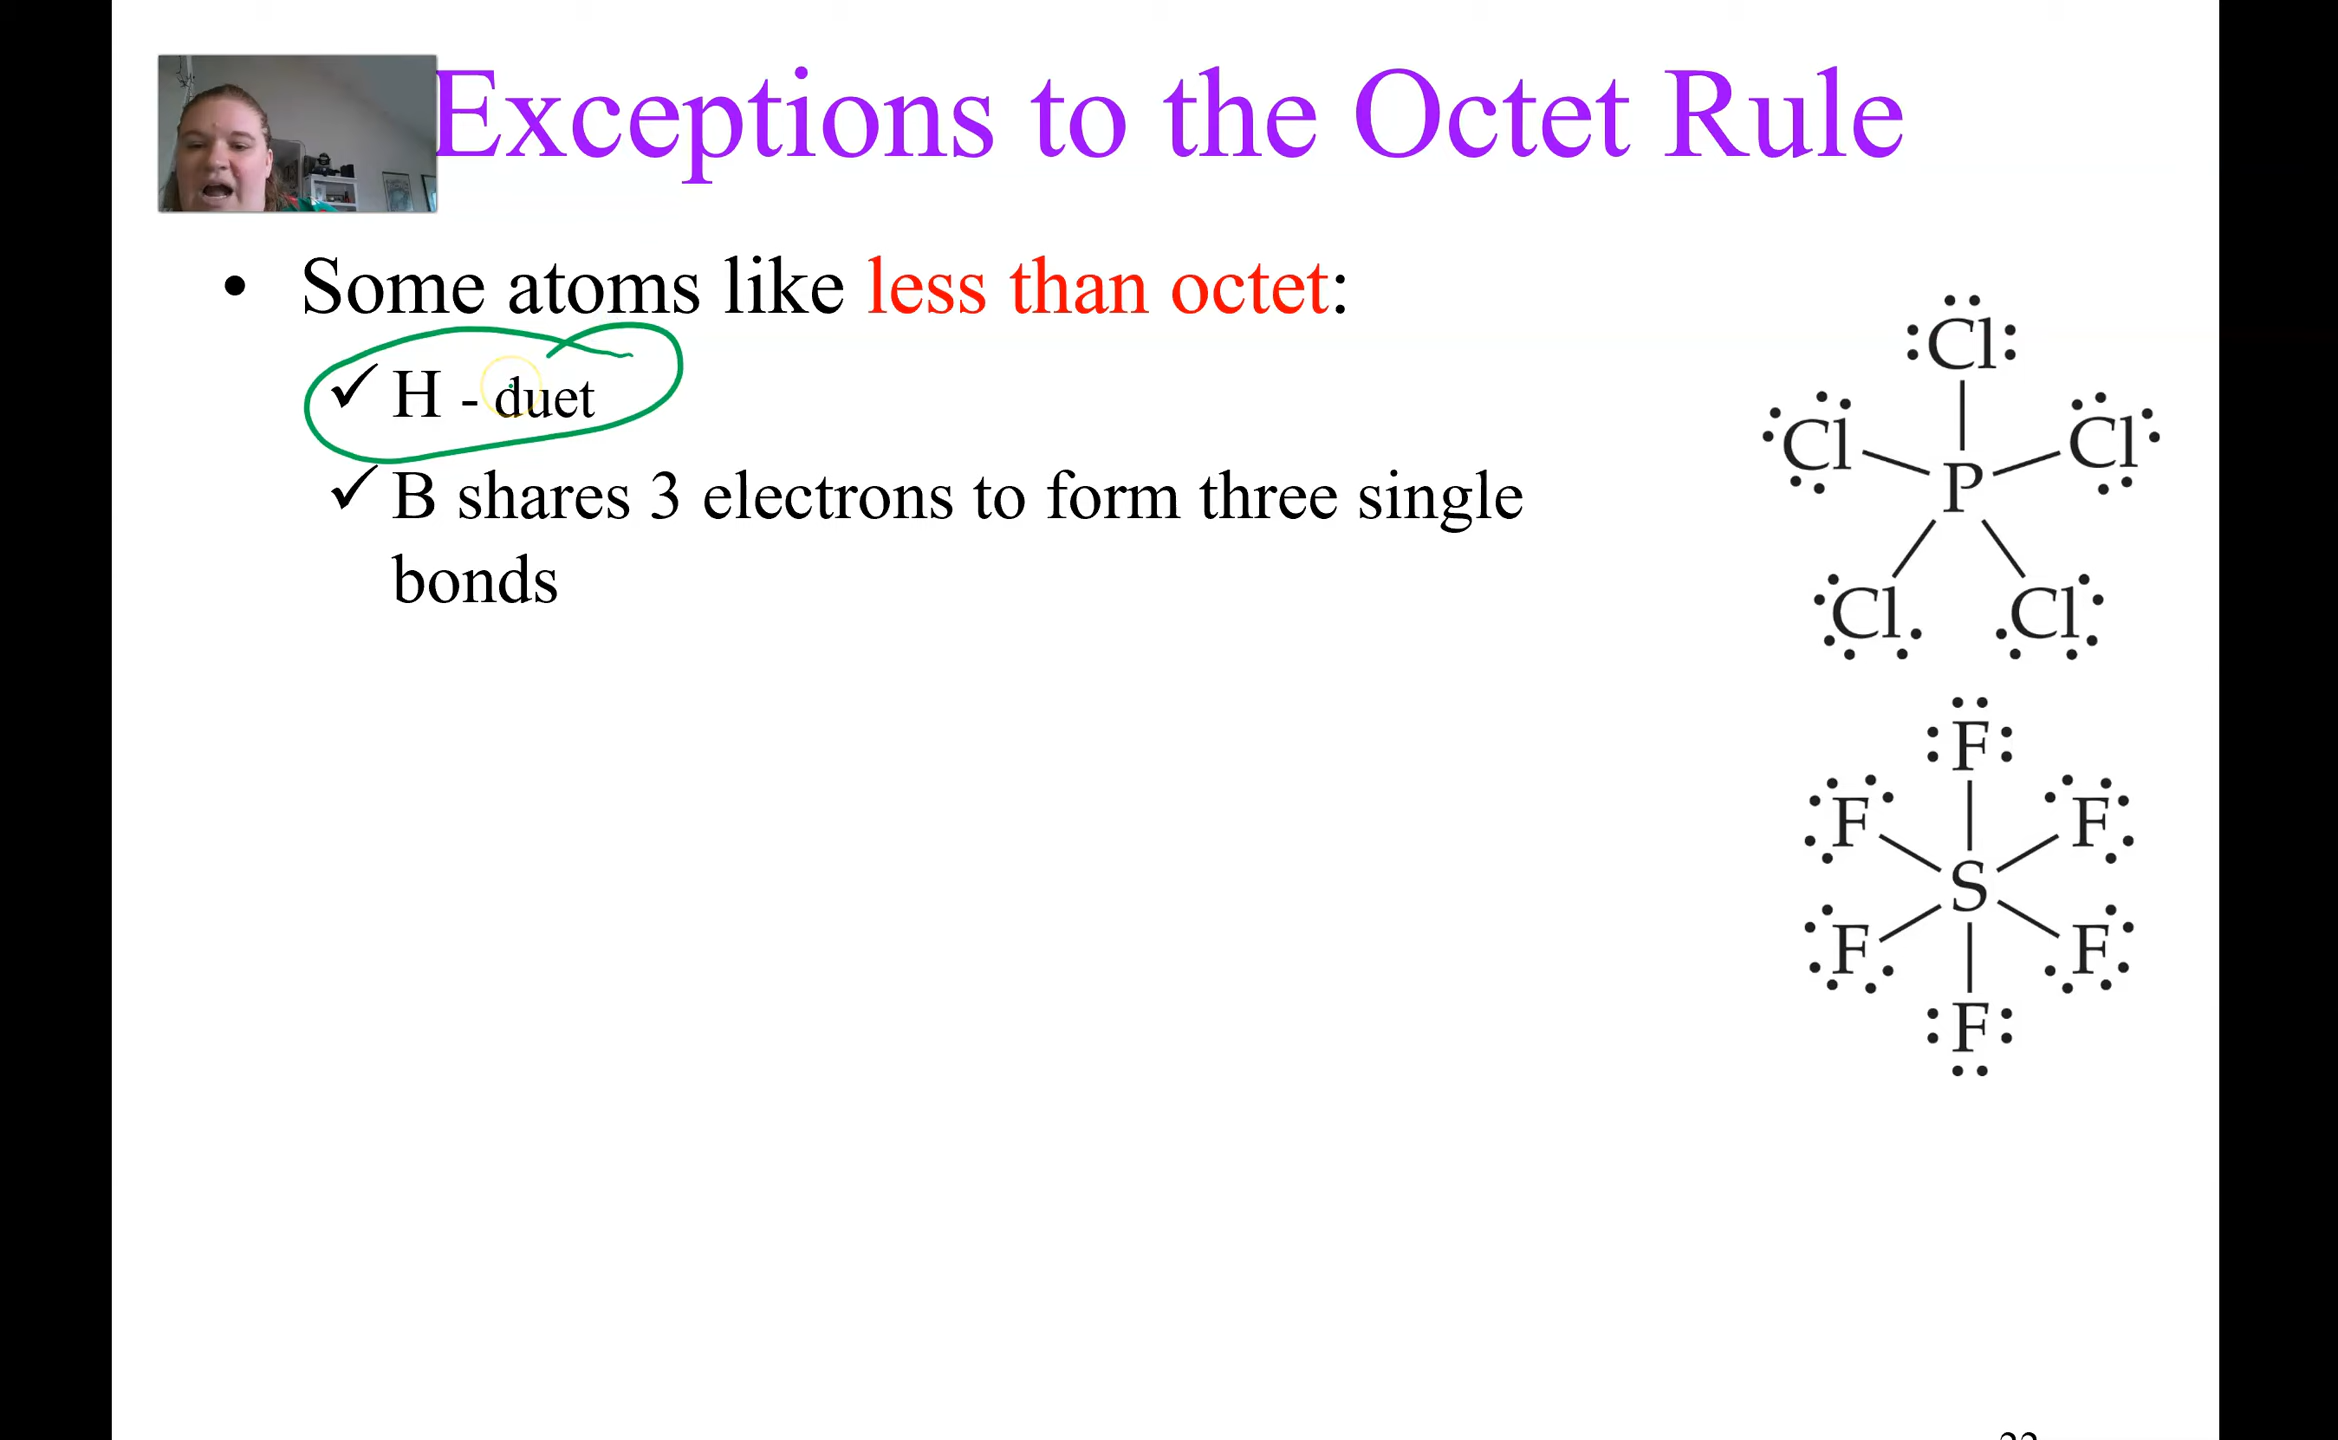 Exceptions to the Octet Rule
• Some atoms like less than octet:
✓ H - duet
✓ B shares 3 electrons to form three single
bonds
Cl
Cl Cl
P
Cl Cl
F
F F
S
F F
F